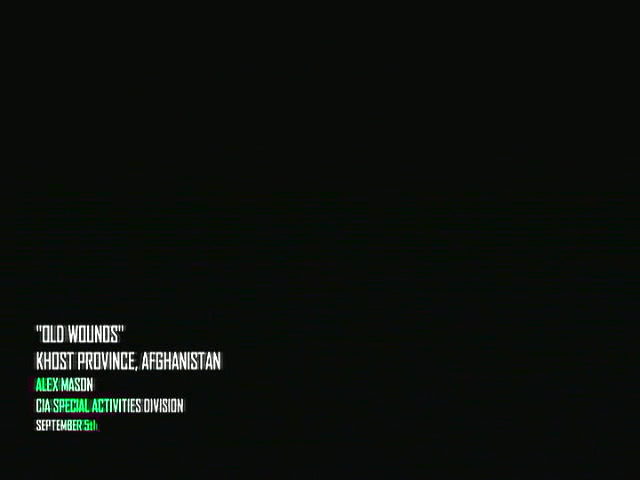 "OLD WOUNDS"
KHOST PROVINCE, AFGHANISTAN
ALEX MASON
CIA SPECIAL ACTIVITIES DIVISION
SEPTEMBER 5th